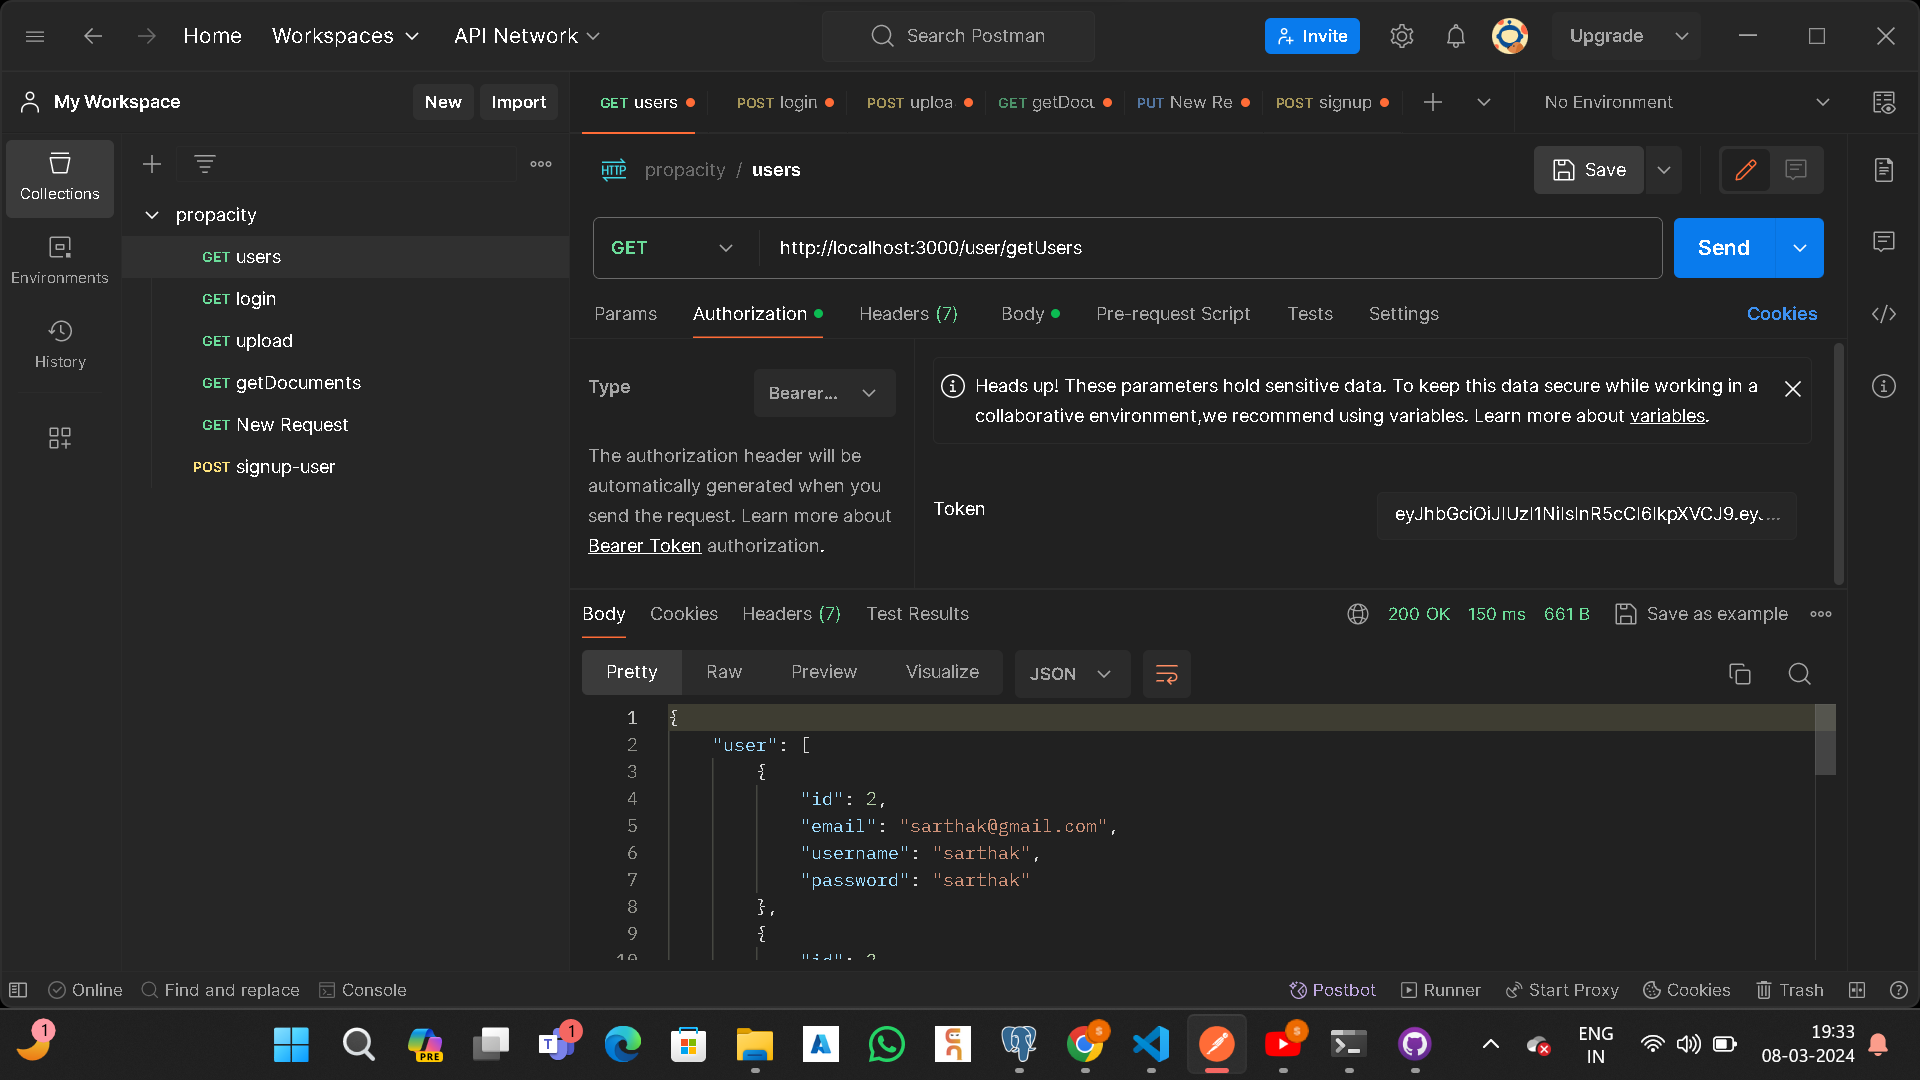 Home Workspaces API Network Search Postman Invite Upgrade
My Workspace New Import GET users POST login POST uploa GET getDocu PUT New Re POST signup No Environment
Collections
Environments
History
propacity
GET users
GET login
GET upload
GET getDocuments
GET New Request
POST signup-user
HTTP propacity / users Save
GET http://localhost:3000/user/getUsers Send
Params Authorization Headers (7) Body Pre-request Script Tests Settings Cookies
Type Bearer...
The authorization header will be
automatically generated when you
send the request. Learn more about
Bearer Token authorization.
Heads up! These parameters hold sensitive data. To keep this data secure while working in a
collaborative environment,we recommend using variables. Learn more about variables.
Token eyJhbGciOiJIUzI1NiIsInR5cCI6IkpXVCJ9.ey...
Body Cookies Headers (7) Test Results 200 OK 150 ms 661 B Save as example
Pretty Raw Preview Visualize JSON
1 {
2 "user": [
3 {
4 "id": 2,
5 "email": "sarthak@gmail.com",
6 "username": "sarthak",
7 "password": "sarthak"
8 },
9 {
10 "id":
Online Find and replace Console Postbot Runner Start Proxy Cookies Trash
1 PRE 1 T A S S ENG
IN
19:33
08-03-2024